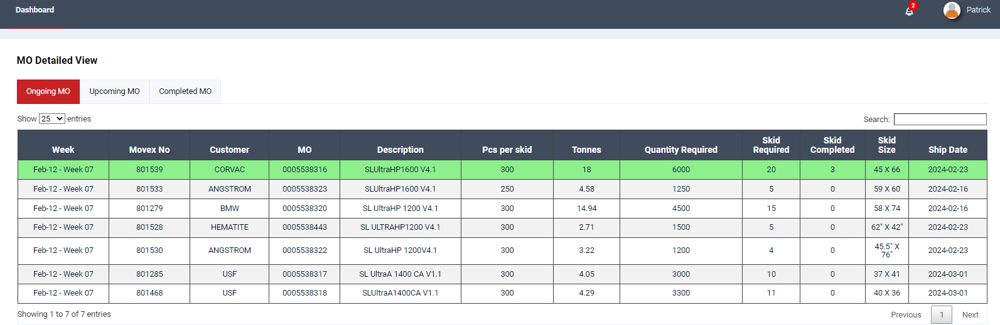 Dashboard
2
Patrick
MO Detailed View
Ongoing MO Upcoming MO Completed MO
Show 25 entries
Search:
Week Movex No Customer MO Description Pcs per skid Tonnes Quantity Required Skid Required Skid Completed Skid Size Ship Date
Feb-12 - Week 07 801539 CORVAC 0005538316 SLUltraHP1600 V4.1 300 18 6000 20 3 45 X 66 2024-02-23
Feb-12 - Week 07 801533 ANGSTROM 0005538323 SLUltraHP1600 V4.1 250 4.58 1250 5 0 59 X 60 2024-02-16
Feb-12 - Week 07 801279 BMW 0005538320 SL UltraHP 1200 V4.1 300 14.94 4500 15 0 58 X 74 2024-02-16
Feb-12 - Week 07 801528 HEMATITE 0005538443 SL ULTRAHP1200 V4.1 300 2.71 1500 5 0 62" X 42" 2024-02-23
Feb-12 - Week 07 801530 ANGSTROM 0005538322 SL UltraHP 1200V4.1 300 3.22 1200 4 0 45.5" X 76" 2024-02-23
Feb-12 - Week 07 801285 USF 0005538317 SL UltraA 1400 CA V1.1 300 4.05 3000 10 0 37 X 41 2024-03-01
Feb-12 - Week 07 801468 USF 0005538318 SLUltraA1400CA V1.1 300 4.29 3300 11 0 40 X 36 2024-03-01
Showing 1 to 7 of 7 entries
Previous 1 Next